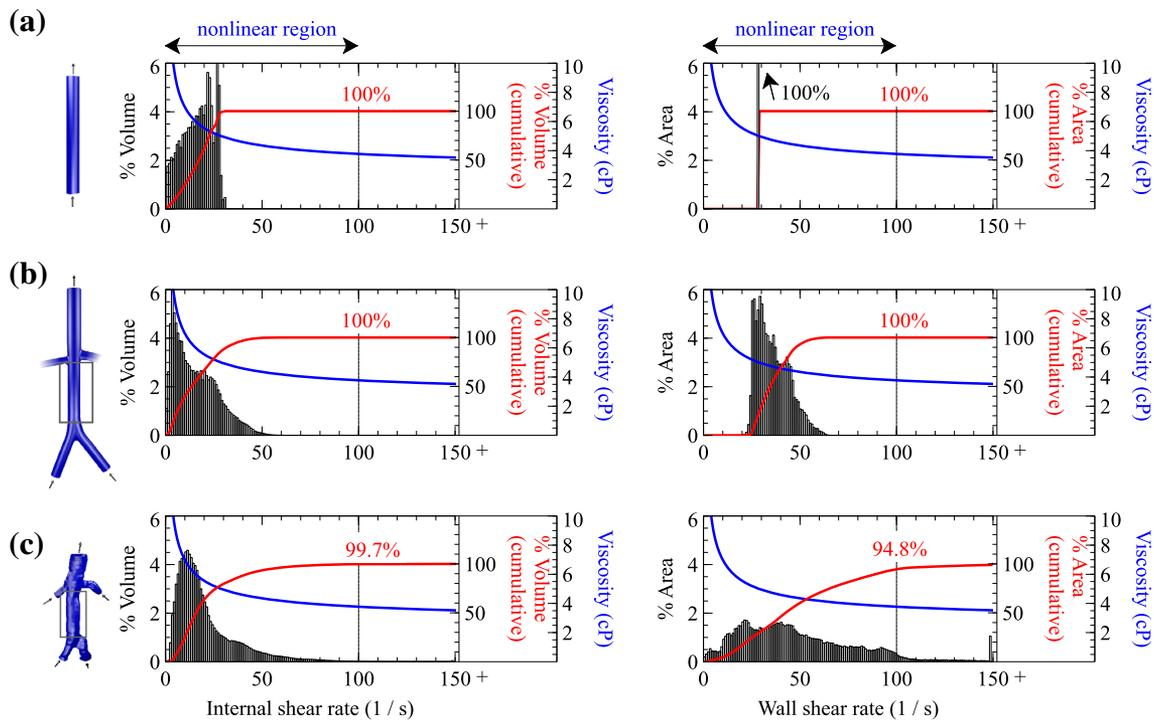 (a)
nonlinear region
nonlinear region
6
4
2
0
% Volume
100%
0 50 100 150 +
100
50
% Volume
(cumulative)
10
8
6
4
2
Viscosity (cP)
6
4
2
0
% Area
100%
100%
0 50 100 150 +
100
50
% Area
(cumulative)
10
8
6
4
2
Viscosity (cP)
(b)
6
4
2
0
% Volume
100%
0 50 100 150 +
100
50
% Volume
(cumulative)
10
8
6
4
2
Viscosity (cP)
6
4
2
0
% Area
100%
0 50 100 150 +
100
50
% Area
(cumulative)
10
8
6
4
2
Viscosity (cP)
(c)
6
4
2
0
% Volume
99.7%
0 50 100 150 +
100
50
% Volume
(cumulative)
10
8
6
4
2
Viscosity (cP)
Internal shear rate (1 / s)
6
4
2
0
% Area
94.8%
0 50 100 150 +
100
50
% Area
(cumulative)
10
8
6
4
2
Viscosity (cP)
Wall shear rate (1 / s)